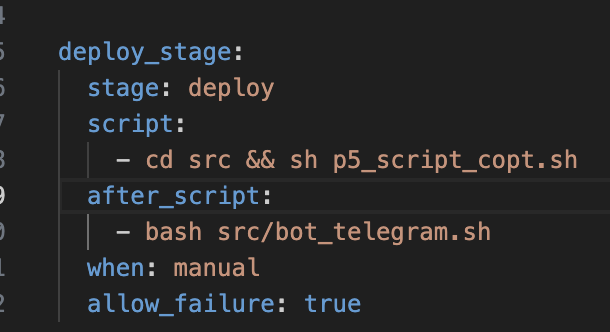 4
5 deploy_stage:
6 stage: deploy
7 script:
8 - cd src && sh p5_script_copt.sh
9 after_script:
0 - bash src/bot_telegram.sh
1 when: manual
2 allow_failure: true